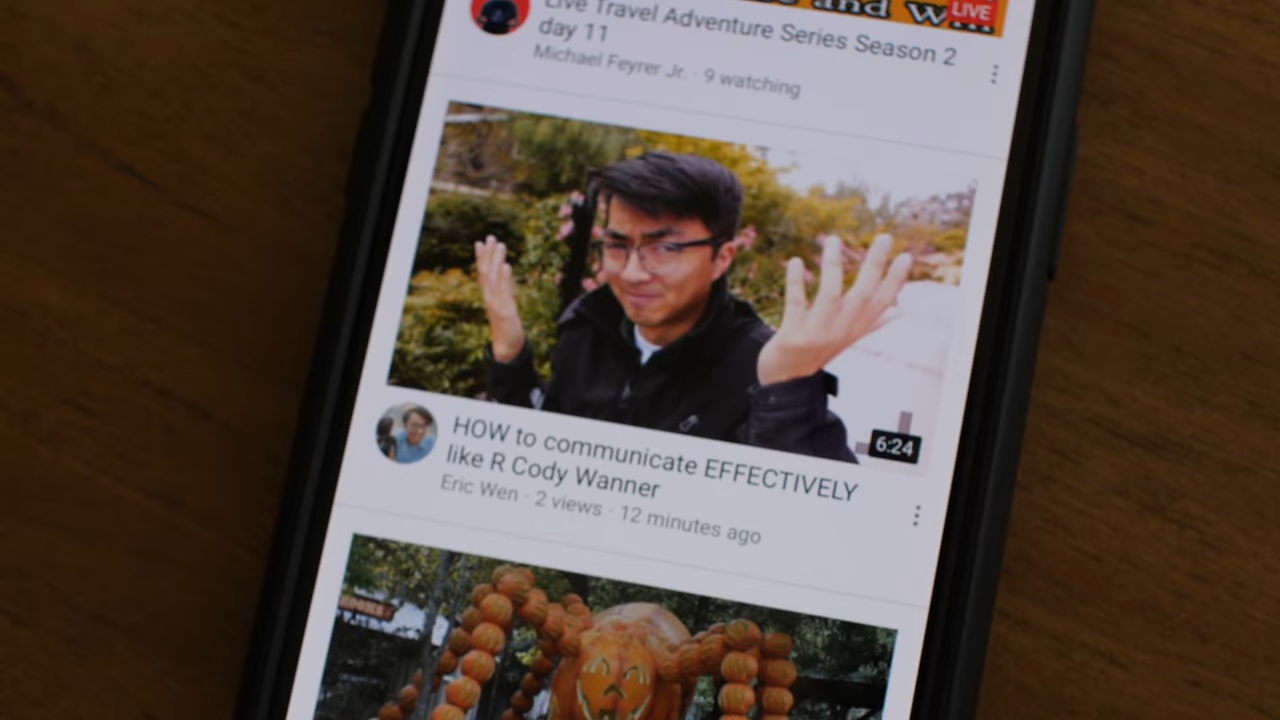 and
LIVE
Live Travel Adventure Series Season 2
day 11
Michael Feyrer Jr. · 9 watching
6:24
HOW to communicate EFFECTIVELY
like R Cody Wanner
Eric Wen · 2 views · 12 minutes ago